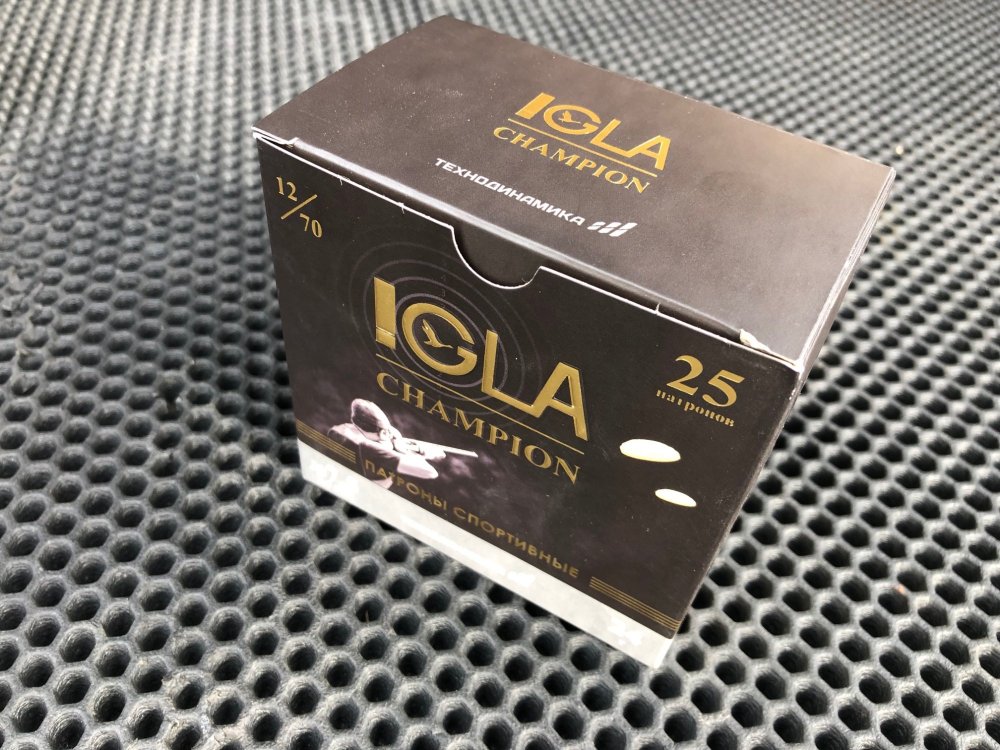 IGLA
CHAMPION
ТЕХНОДИНАМИКА
12/70
IGLA
CHAMPION
25
патронов
ПАТРОНЫ СПОРТИВНЫЕ